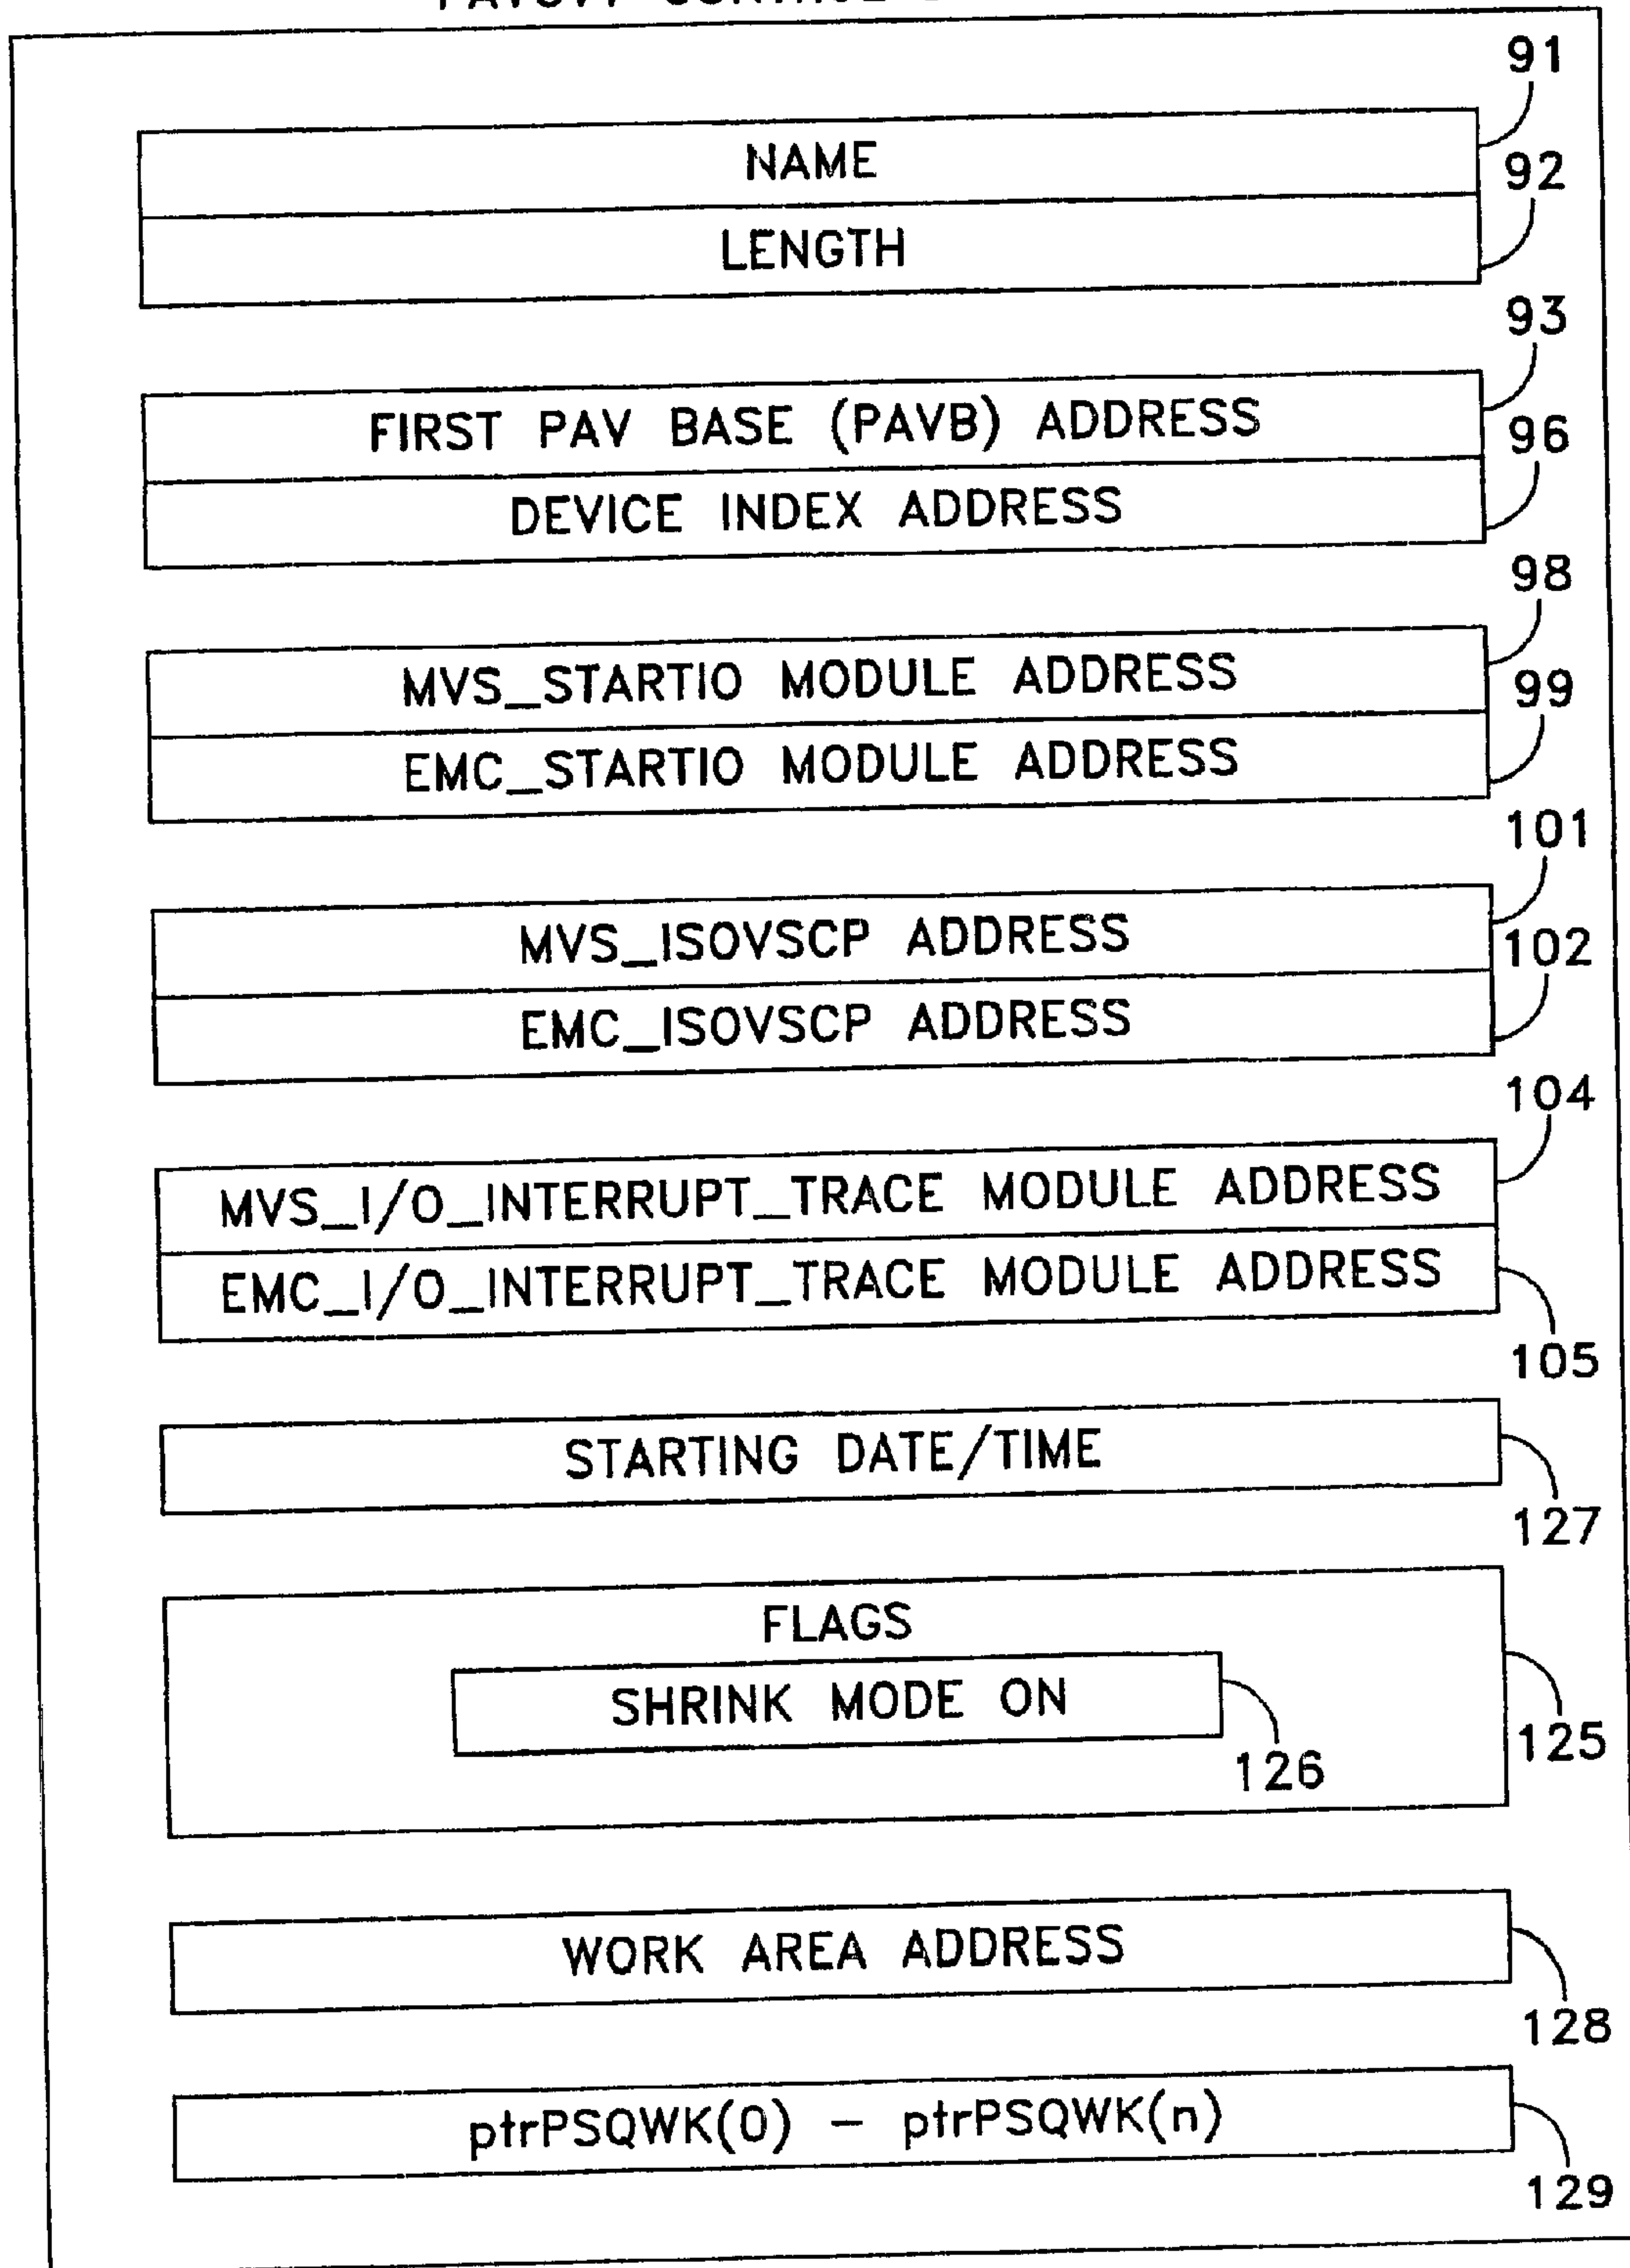 91
NAME
92
LENGTH
93
FIRST PAV BASE (PAVB) ADDRESS
96
DEVICE INDEX ADDRESS
98
MVS_STARTIO MODULE ADDRESS
99
EMC_STARTIO MODULE ADDRESS
101
MVS_ISOVSCP ADDRESS
102
EMC_ISOVSCP ADDRESS
104
MVS_I/O_INTERRUPT_TRACE MODULE ADDRESS
EMC_I/O_INTERRUPT_TRACE MODULE ADDRESS
105
STARTING DATE/TIME
127
FLAGS
SHRINK MODE ON
125
126
WORK AREA ADDRESS
128
ptrPSQWK(0) – ptrPSQWK(n)
129